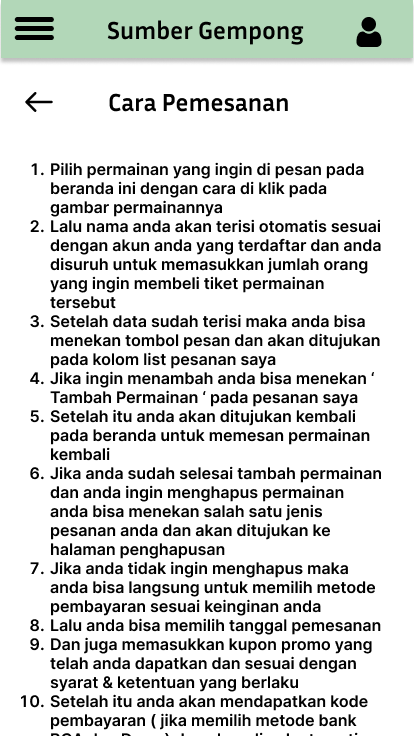 Sumber Gempong
Cara Pemesanan
1. Pilih permainan yang ingin di pesan pada
beranda ini dengan cara di klik pada
gambar permainannya
2. Lalu nama anda akan terisi otomatis sesuai
dengan akun anda yang terdaftar dan anda
disuruh untuk memasukkan jumlah orang
yang ingin membeli tiket permainan
tersebut
3. Setelah data sudah terisi maka anda bisa
menekan tombol pesan dan akan ditujukan
pada kolom list pesanan saya
4. Jika ingin menambah anda bisa menekan ‘
Tambah Permainan ‘ pada pesanan saya
5. Setelah itu anda akan ditujukan kembali
pada beranda untuk memesan permainan
kembali
6. Jika anda sudah selesai tambah permainan
dan anda ingin menghapus permainan
anda bisa menekan salah satu jenis
pesanan anda dan akan ditujukan ke
halaman penghapusan
7. Jika anda tidak ingin menghapus maka
anda bisa langsung untuk memilih metode
pembayaran sesuai keinginan anda
8. Lalu anda bisa memilih tanggal pemesanan
9. Dan juga memasukkan kupon promo yang
telah anda dapatkan dan sesuai dengan
syarat & ketentuan yang berlaku
10. Setelah itu anda akan mendapatkan kode
pembayaran ( jika memilih metode bank